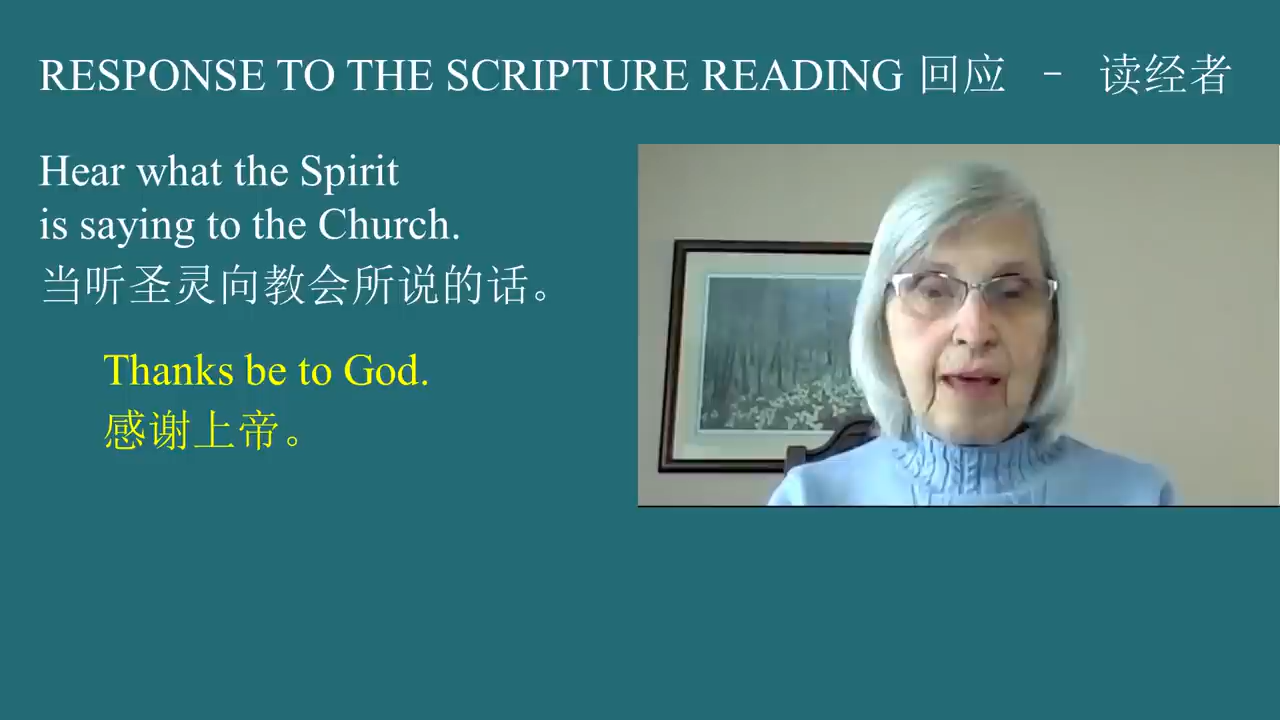 RESPONSE TO THE SCRIPTURE READING 回应 - 读经者
Hear what the Spirit
is saying to the Church.
当听圣灵向教会所说的话。
Thanks be to God.
感谢上帝。